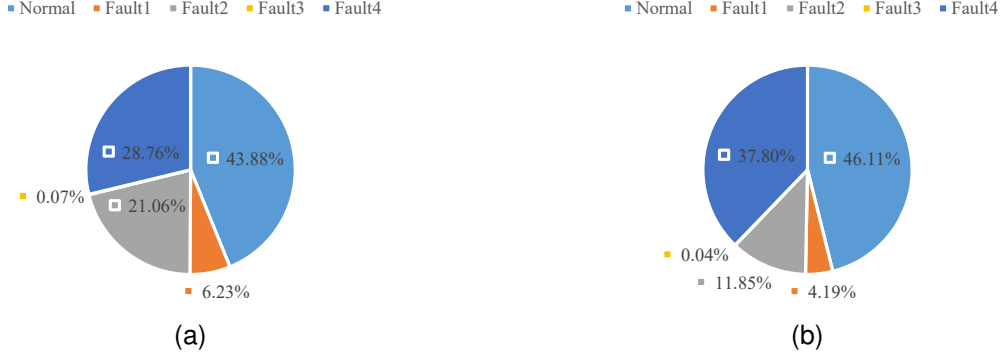 Normal Fault1 Fault2 Fault3 Fault4
28.76%
43.88%
0.07%
21.06%
6.23%
(a)
Normal Fault1 Fault2 Fault3 Fault4
37.80%
46.11%
0.04%
11.85%
4.19%
(b)